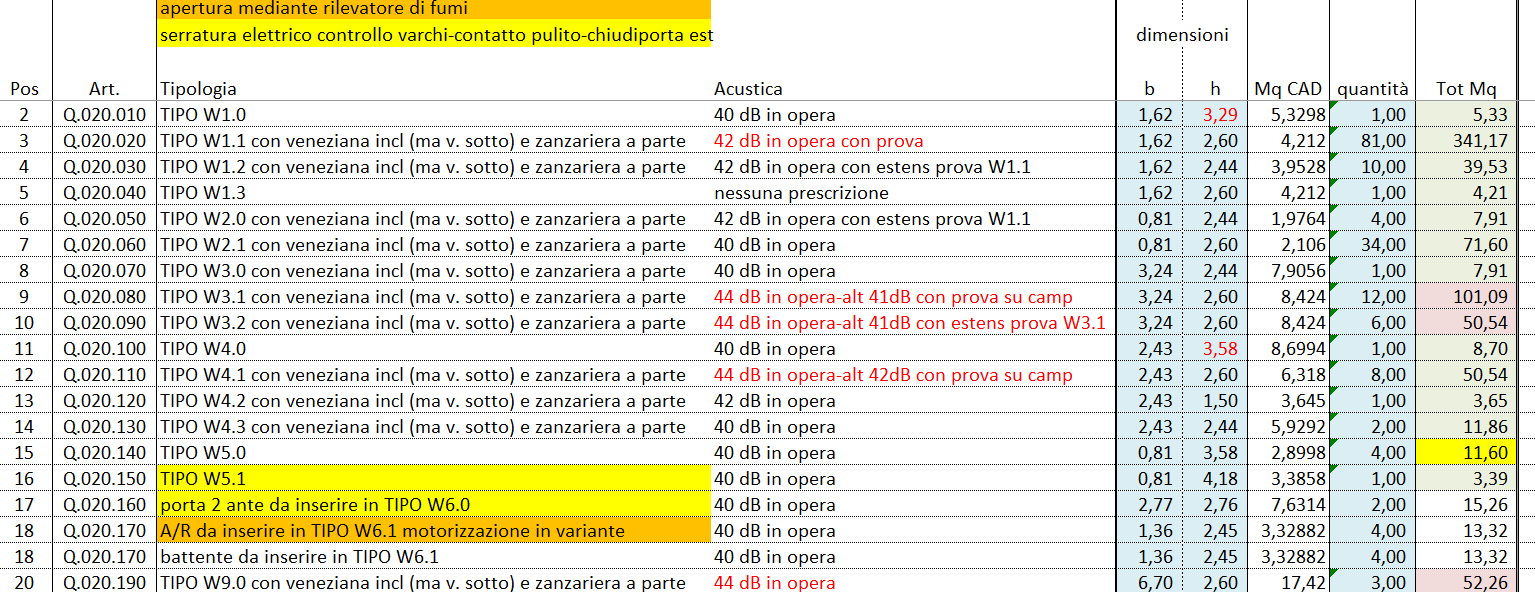 apertura mediante rilevatore di fumi
serratura elettrico controllo varchi-contatto pulito-chiudiporta est
dimensioni
Pos Art. Tipologia Acustica b h Mq CAD quantità Tot Mq
2 Q.020.010 TIPO W1.0 40 dB in opera 1,62 3,29 5,3298 1,00 5,33
3 Q.020.020 TIPO W1.1 con veneziana incl (ma v. sotto) e zanzariera a parte 42 dB in opera con prova 1,62 2,60 4,212 81,00 341,17
4 Q.020.030 TIPO W1.2 con veneziana incl (ma v. sotto) e zanzariera a parte 42 dB in opera con estens prova W1.1 1,62 2,44 3,9528 10,00 39,53
5 Q.020.040 TIPO W1.3 nessuna prescrizione 1,62 2,60 4,212 1,00 4,21
6 Q.020.050 TIPO W2.0 con veneziana incl (ma v. sotto) e zanzariera a parte 42 dB in opera con estens prova W1.1 0,81 2,44 1,9764 4,00 7,91
7 Q.020.060 TIPO W2.1 con veneziana incl (ma v. sotto) e zanzariera a parte 40 dB in opera 0,81 2,60 2,106 34,00 71,60
8 Q.020.070 TIPO W3.0 con veneziana incl (ma v. sotto) e zanzariera a parte 40 dB in opera 3,24 2,44 7,9056 1,00 7,91
9 Q.020.080 TIPO W3.1 con veneziana incl (ma v. sotto) e zanzariera a parte 44 dB in opera-alt 41dB con prova su camp 3,24 2,60 8,424 12,00 101,09
10 Q.020.090 TIPO W3.2 con veneziana incl (ma v. sotto) e zanzariera a parte 44 dB in opera-alt 41dB con estens prova W3.1 3,24 2,60 8,424 6,00 50,54
11 Q.020.100 TIPO W4.0 40 dB in opera 2,43 3,58 8,6994 1,00 8,70
12 Q.020.110 TIPO W4.1 con veneziana incl (ma v. sotto) e zanzariera a parte 44 dB in opera-alt 42dB con prova su camp 2,43 2,60 6,318 8,00 50,54
13 Q.020.120 TIPO W4.2 con veneziana incl (ma v. sotto) e zanzariera a parte 42 dB in opera 2,43 1,50 3,645 1,00 3,65
14 Q.020.130 TIPO W4.3 con veneziana incl (ma v. sotto) e zanzariera a parte 40 dB in opera 2,43 2,44 5,9292 2,00 11,86
15 Q.020.140 TIPO W5.0 40 dB in opera 0,81 3,58 2,8998 4,00 11,60
16 Q.020.150 TIPO W5.1 40 dB in opera 0,81 4,18 3,3858 1,00 3,39
17 Q.020.160 porta 2 ante da inserire in TIPO W6.0 40 dB in opera 2,77 2,76 7,6314 2,00 15,26
18 Q.020.170 A/R da inserire in TIPO W6.1 motorizzazione in variante 40 dB in opera 1,36 2,45 3,32882 4,00 13,32
18 Q.020.170 battente da inserire in TIPO W6.1 40 dB in opera 1,36 2,45 3,32882 4,00 13,32
20 Q.020.190 TIPO W9.0 con veneziana incl (ma v. sotto) e zanzariera a parte 44 dB in opera 6,70 2,60 17,42 3,00 52,26